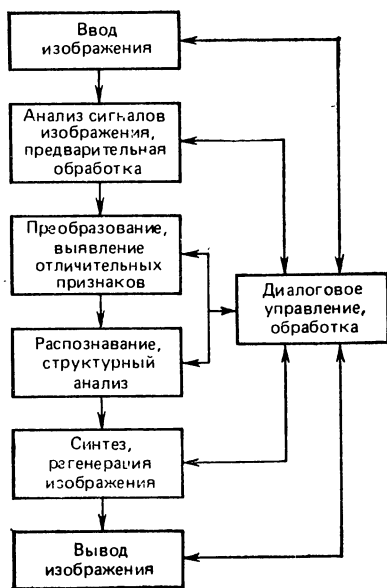 Ввод
изображения
Анализ сигналов
изображения,
предварительная
обработка
Преобразование,
выявление
отличительных
признаков
Распознавание,
структурный
анализ
Синтез,
регенерация
изображения
Вывод
изображения
Диалоговое
управление,
обработка